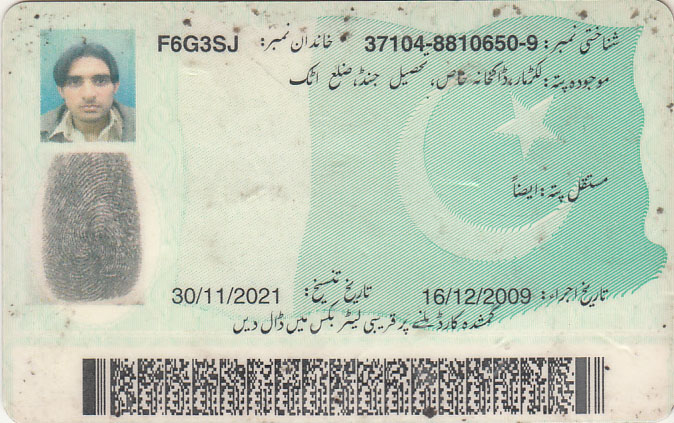 شناختی نمبر: 37104-8810650-9 خاندان نمبر: F6G3SJ
موجودہ پتہ: لکڑمار، ڈاکخانہ خاص، تحصیل جنڈ، ضلع اٹک
مستقل پتہ: ایضاً
تاریخ اجراء: 16/12/2009 تاریخ تنسیخ: 30/11/2021
گمشدہ کارڈ ملنے پر قریبی لیٹر بکس میں ڈال دیں